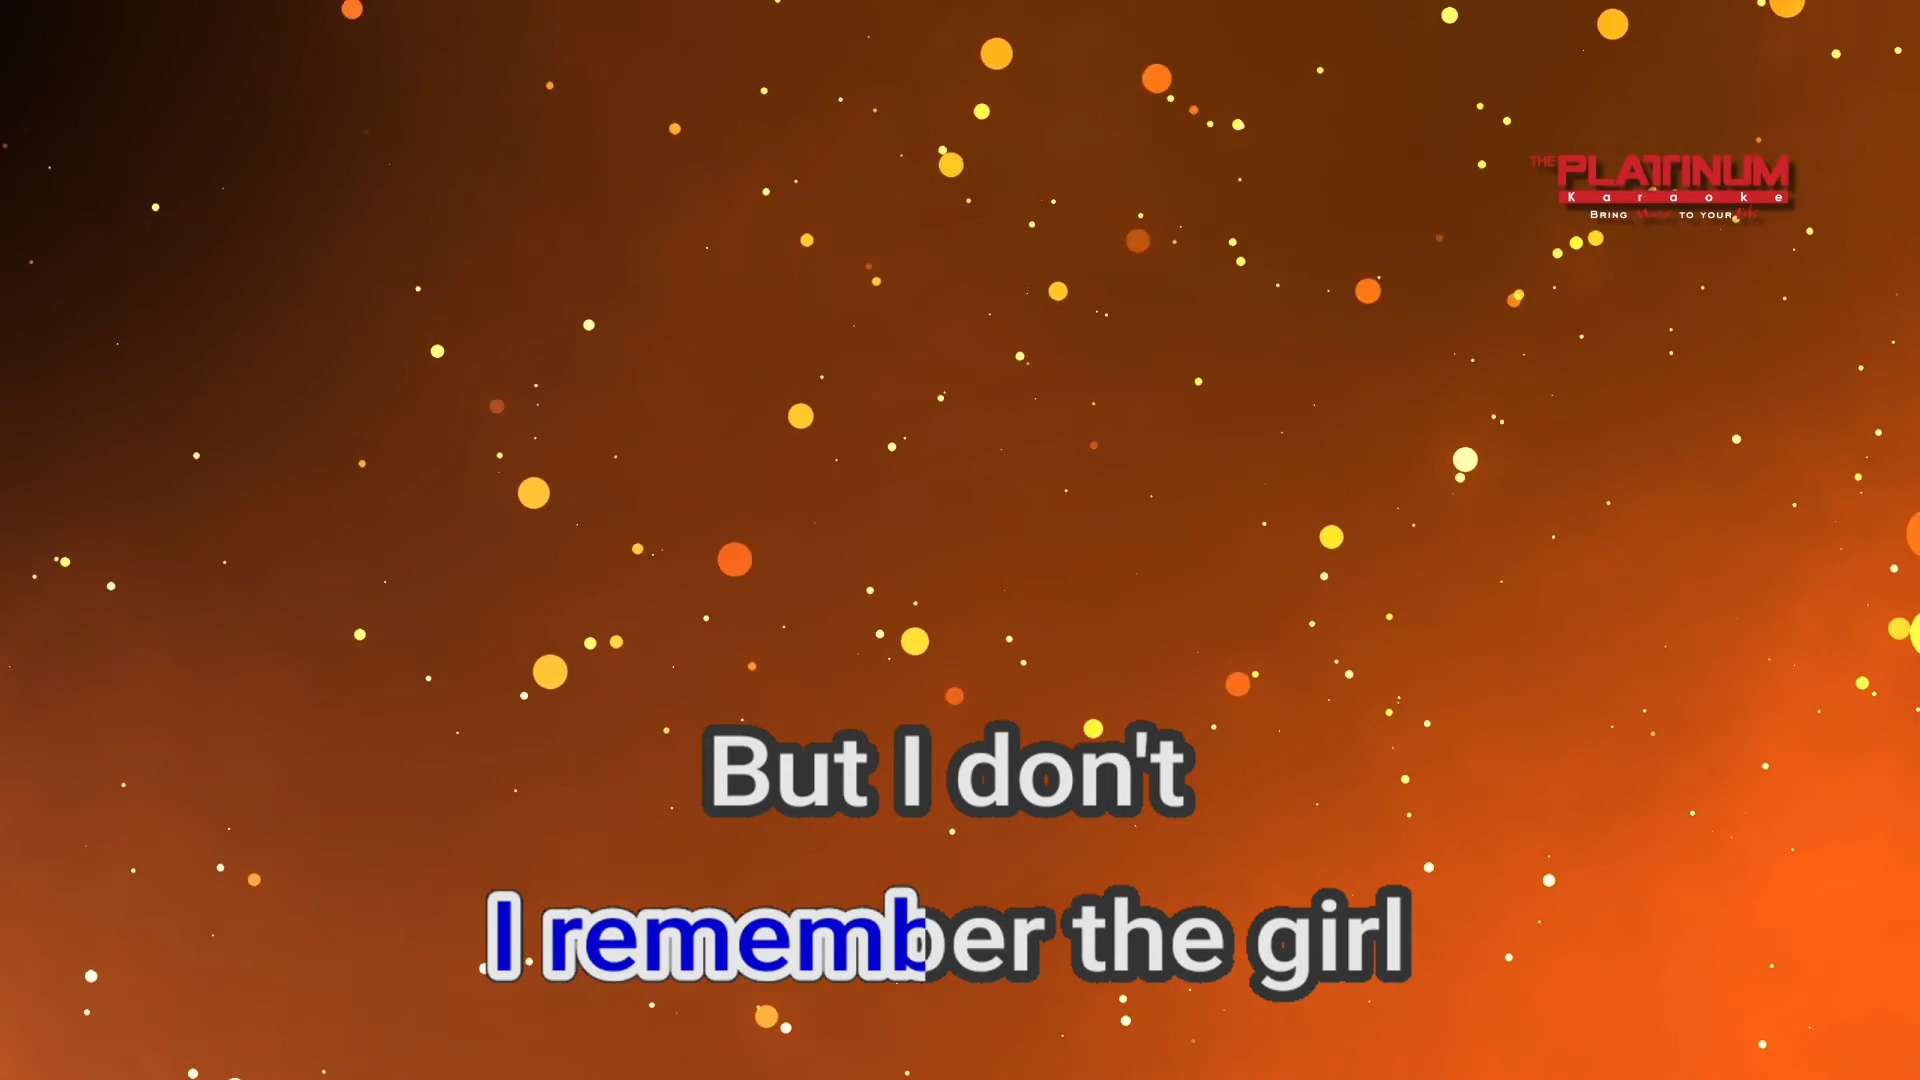 THE PLATINUM
Karaoke
BRING Music TO YOUR Life
But I don't
I remember the girl